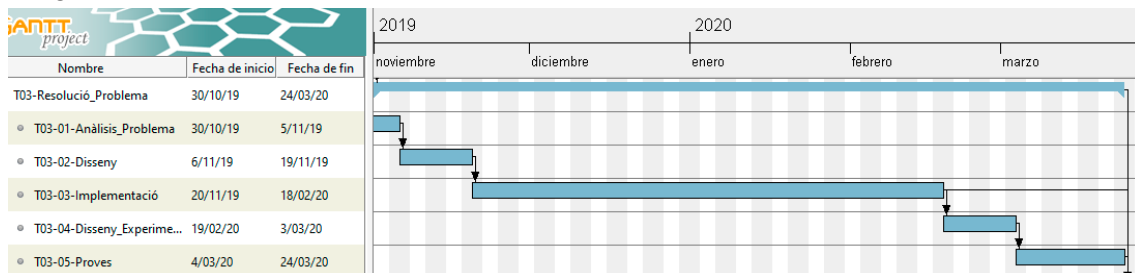 GANTT
project
2019
2020
noviembre diciembre enero febrero marzo
Nombre Fecha de inicio Fecha de fin
T03-Resolució_Problema 30/10/19 24/03/20
T03-01-Anàlisis_Problema 30/10/19 5/11/19
T03-02-Disseny 6/11/19 19/11/19
T03-03-Implementació 20/11/19 18/02/20
T03-04-Disseny_Experime... 19/02/20 3/03/20
T03-05-Proves 4/03/20 24/03/20